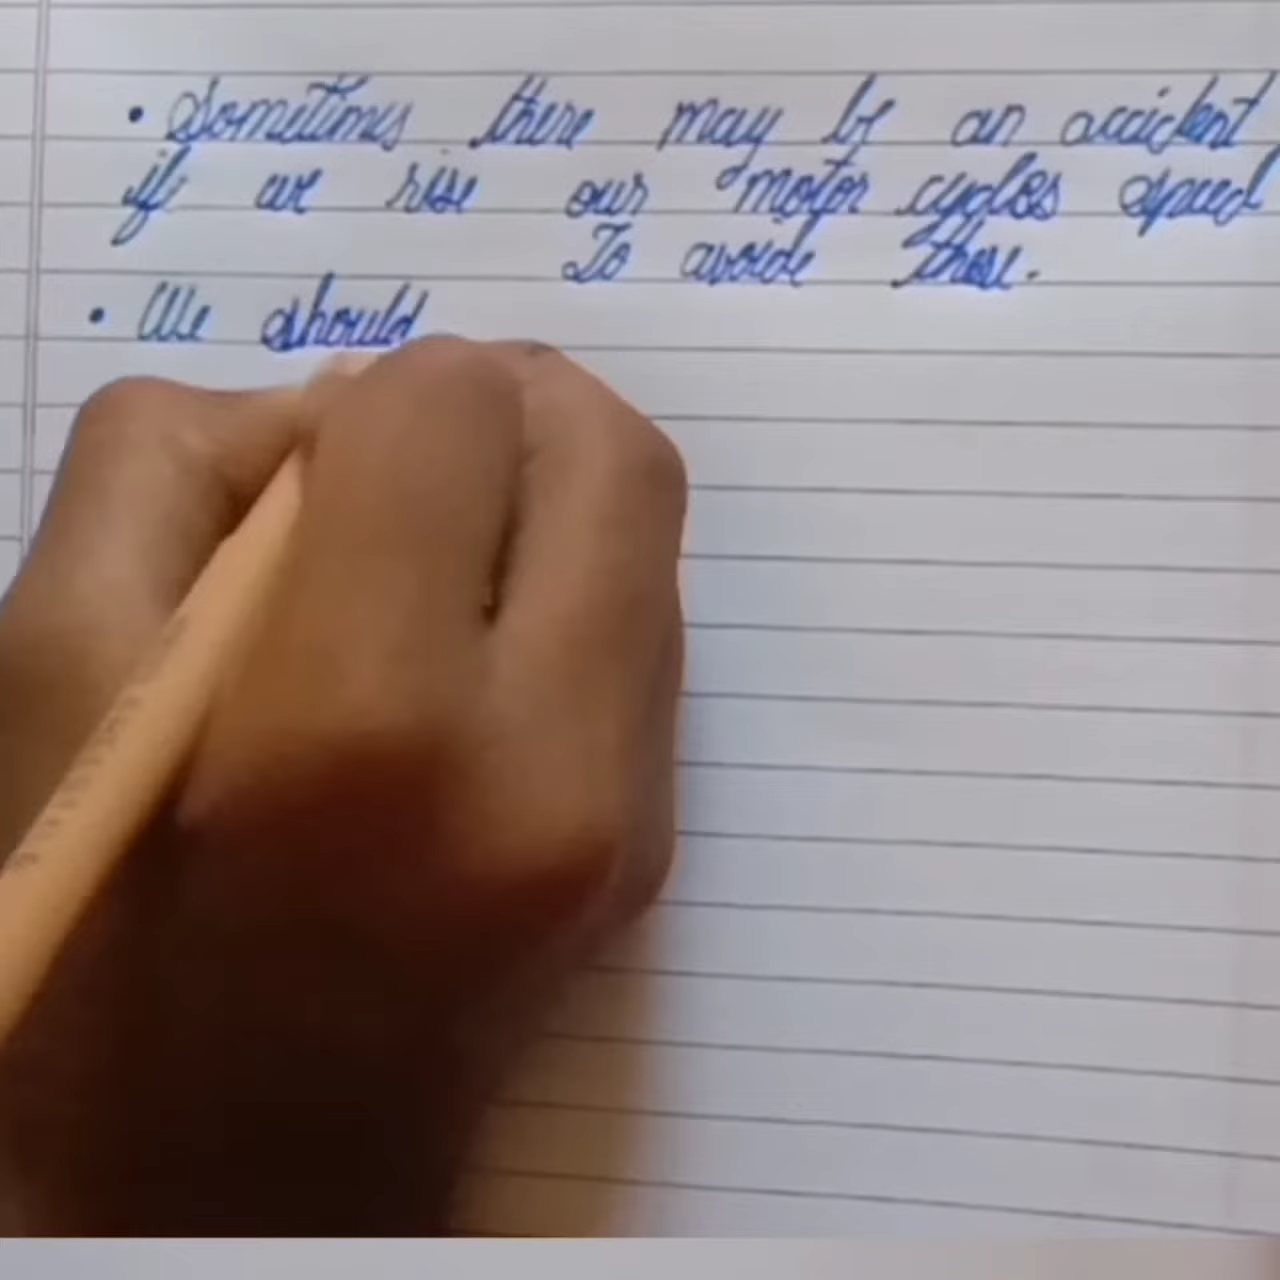 • Sometimes there may be an accident
if we rise our motor cycles speed
To avoide these.
• We should